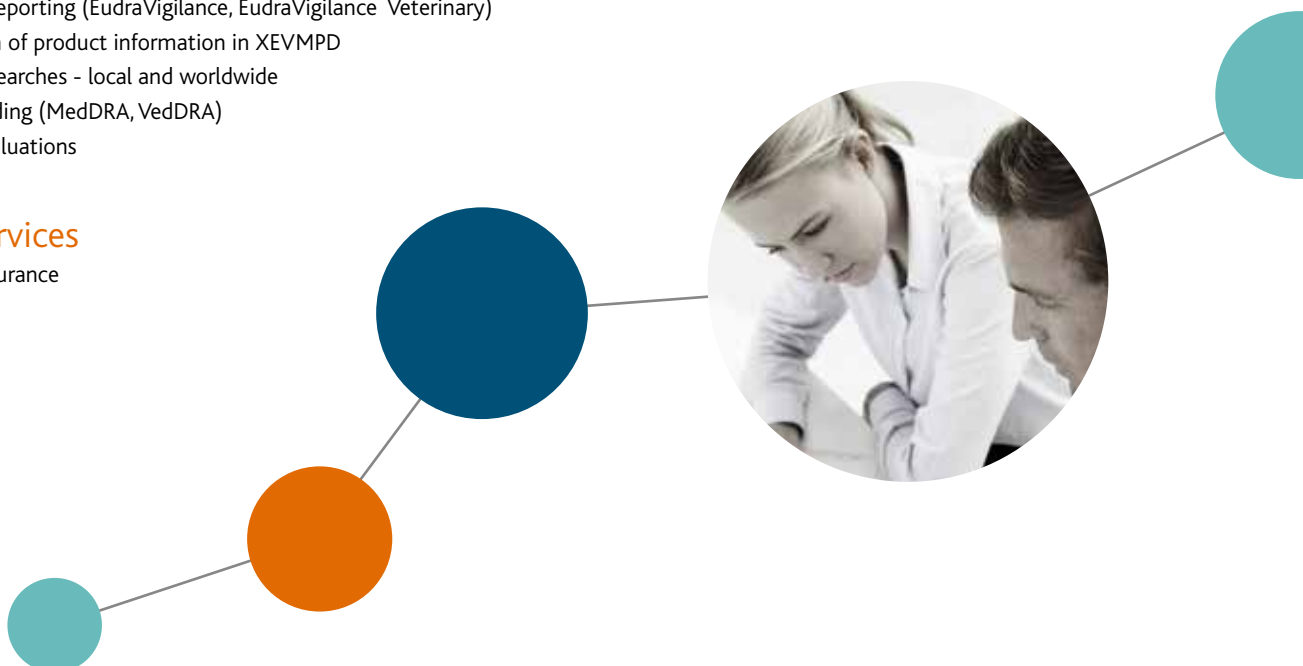 eporting (EudraVigilance, EudraVigilance Veterinary)
of product information in XEVMPD
earches - local and worldwide
ding (MedDRA, VedDRA)
luations
rvices
urance